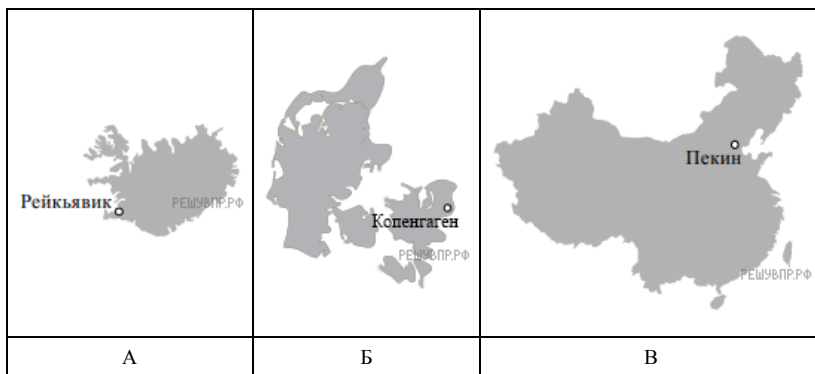 Рейкьявик
РЕШУВПР.РФ
Копенгаген
РЕШУВПР.РФ
Пекин
РЕШУВПР.РФ
А
Б
В